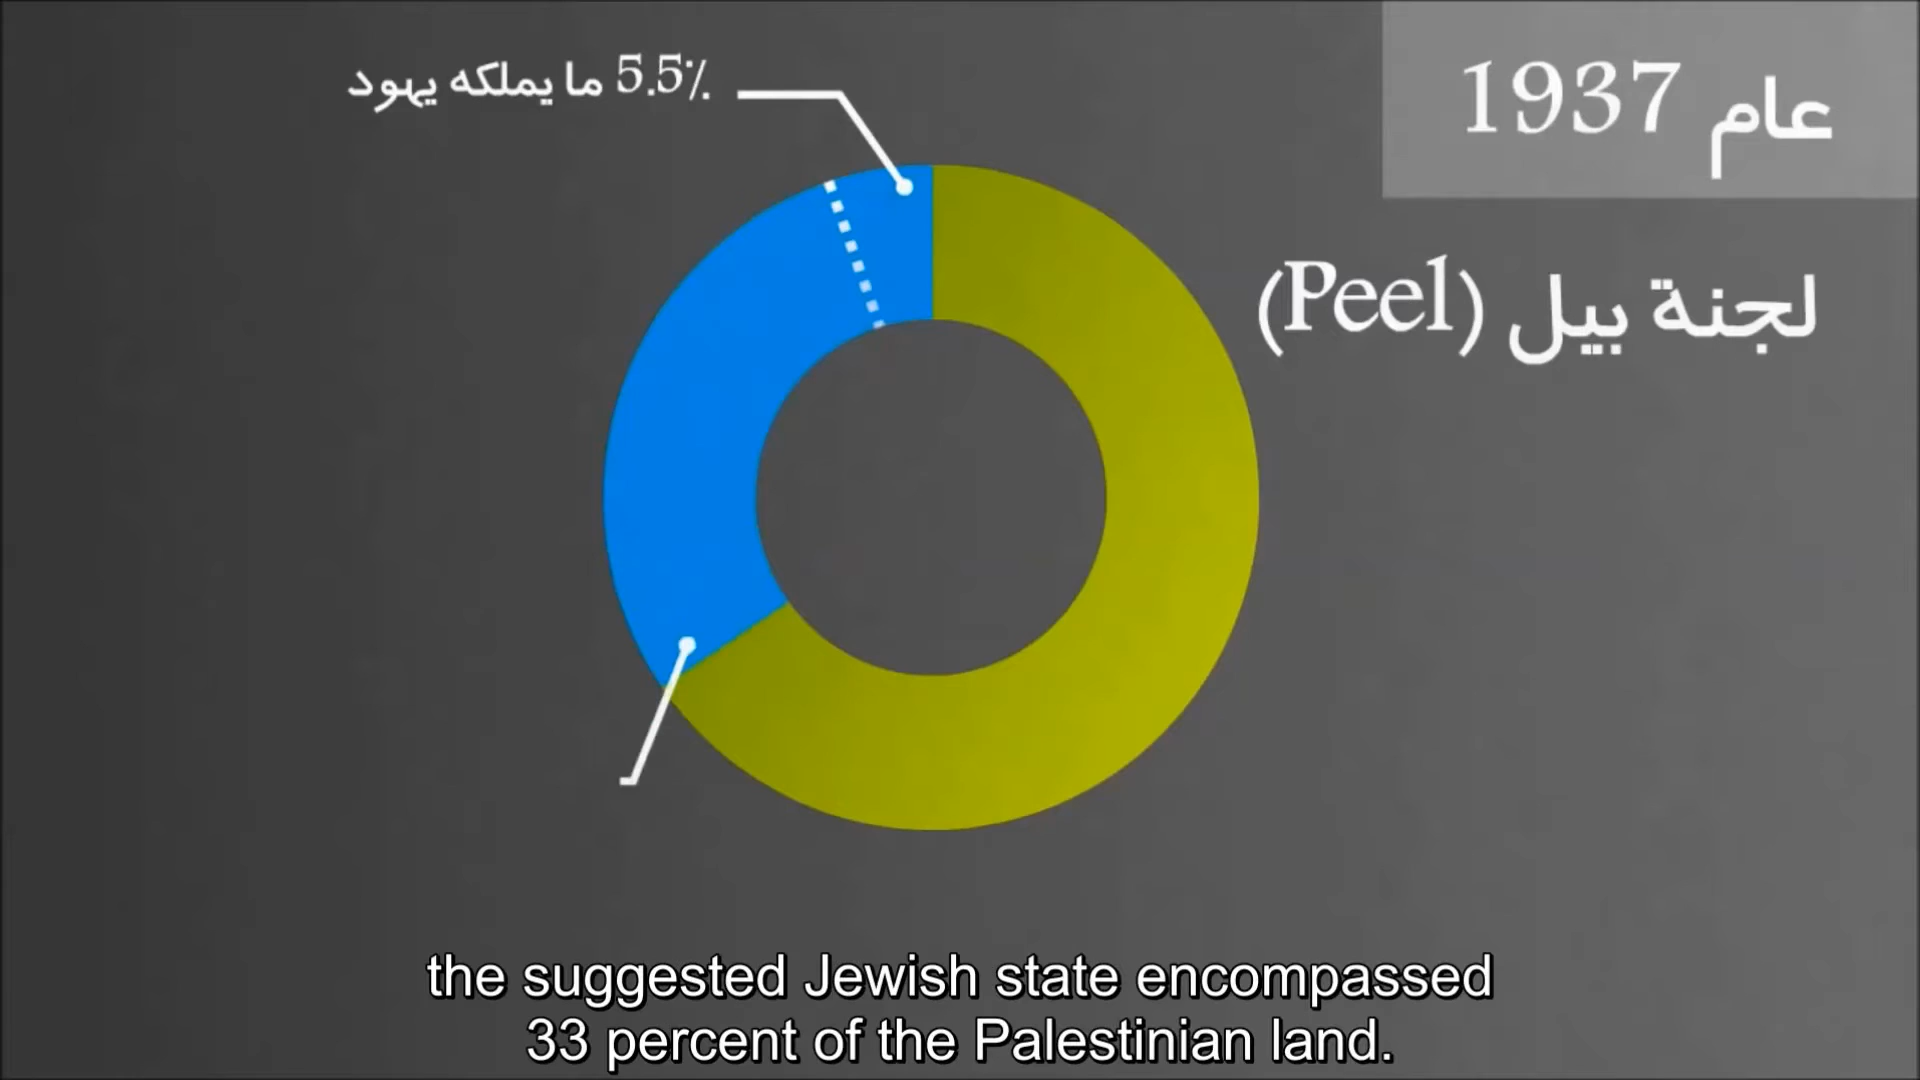 عام 1937
لجنة بيل (Peel)
5.5٪ ما يملكه يهود
the suggested Jewish state encompassed
33 percent of the Palestinian land.